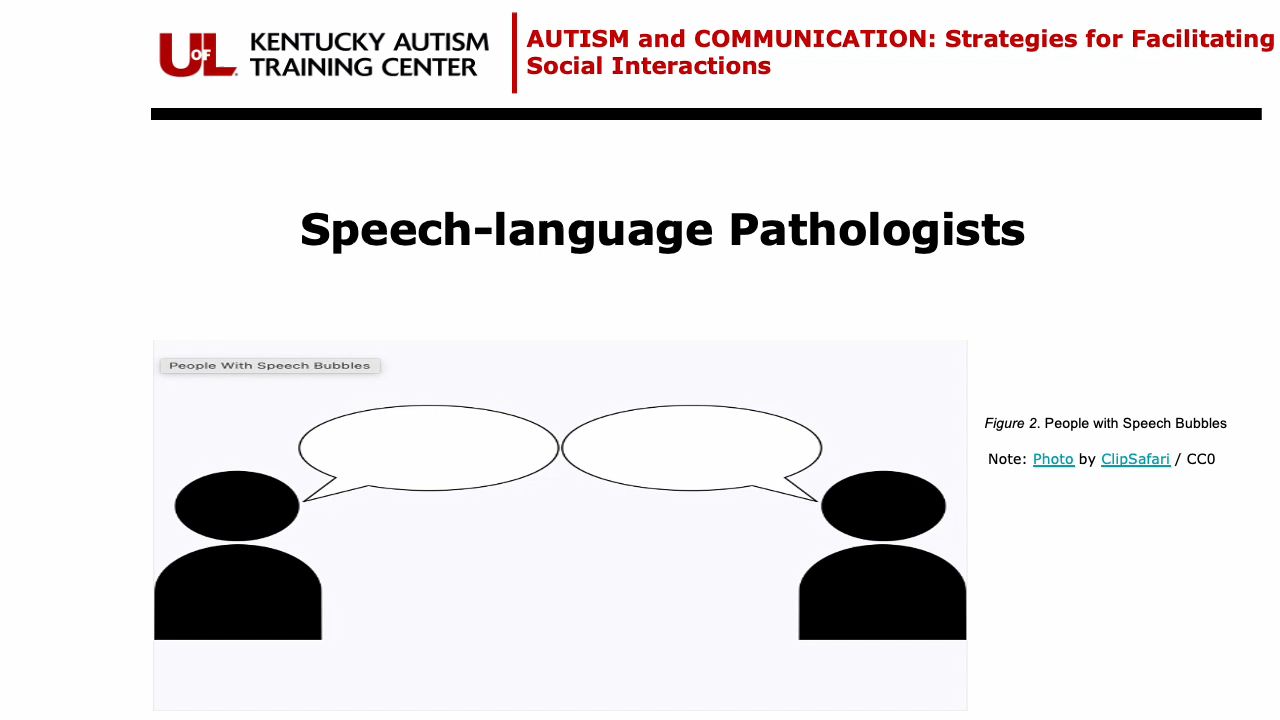 UofL KENTUCKY AUTISM
TRAINING CENTER
AUTISM and COMMUNICATION: Strategies for Facilitating
Social Interactions
Speech-language Pathologists
People With Speech Bubbles
Figure 2. People with Speech Bubbles
Note: Photo by ClipSafari / CC0